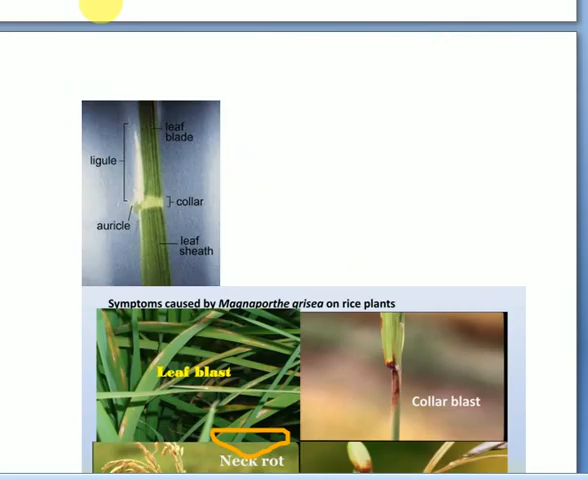 leaf
blade
ligule
collar
auricle
leaf
sheath
Symptoms caused by Magnaporthe grisea on rice plants
Leaf blast
Collar blast
Neck rot